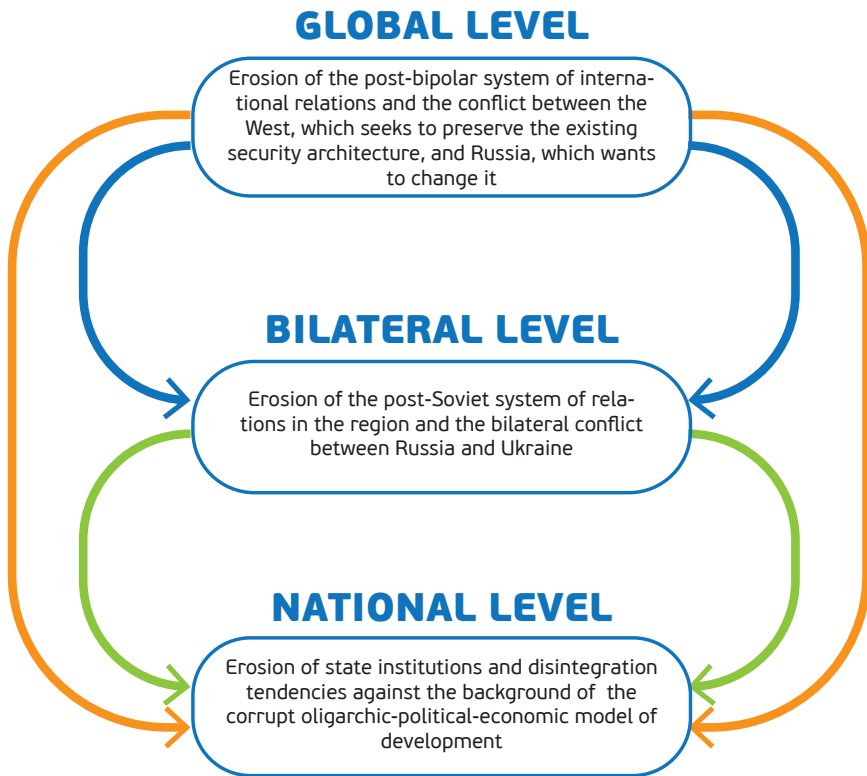 GLOBAL LEVEL
Erosion of the post-bipolar system of interna-
tional relations and the conflict between the
West, which seeks to preserve the existing
security architecture, and Russia, which wants
to change it
BILATERAL LEVEL
Erosion of the post-Soviet system of rela-
tions in the region and the bilateral conflict
between Russia and Ukraine
NATIONAL LEVEL
Erosion of state institutions and disintegration
tendencies against the background of the
corrupt oligarchic-political-economic model of
development